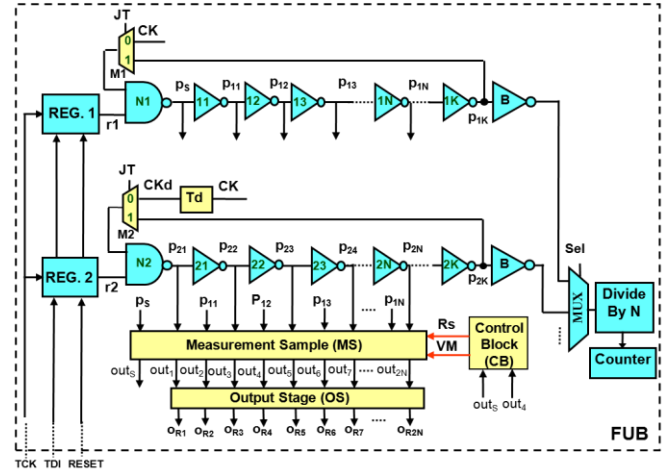 JT
CK
0
1
M1
REG. 1
r1
N1
pS
11
p11
12
p12
13
p13
1N
p1N
1K
p1K
B
JT
CKd
Td
CK
0
1
M2
REG. 2
r2
N2
p21
21
p22
22
p23
23
p24
2N
p2N
2K
p2K
B
Sel
MUX
Divide
By N
Counter
pS
p11
P12
p13
p1N
Measurement Sample (MS)
Rs
VM
Control
Block
(CB)
outS
out1
out2
out3
out4
out5
out6
out7
out2N
outS
out4
Output Stage (OS)
oR1
oR2
oR3
oR4
oR5
oR6
oR7
oR2N
FUB
TCK
TDI
RESET